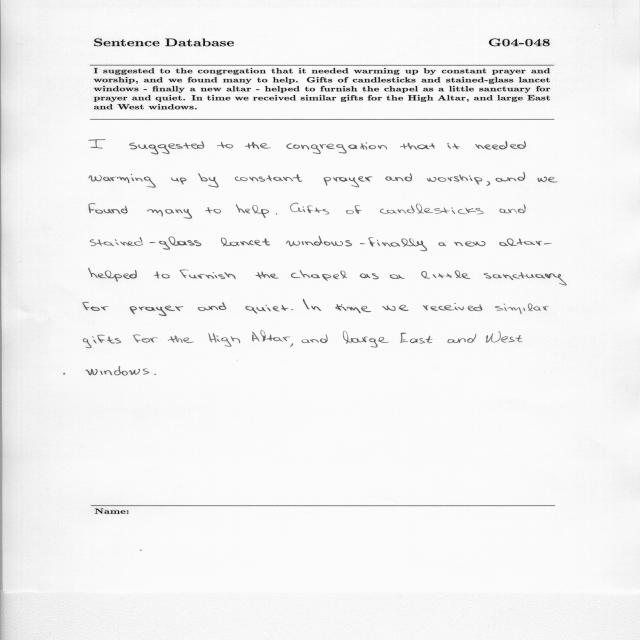 Sentence Database G04-048
I suggested to the congregation that it needed warming up by constant prayer and
worship, and we found many to help. Gifts of candlesticks and stained-glass lancet
windows - finally a new altar - helped to furnish the chapel as a little sanctuary for
prayer and quiet. In time we received similar gifts for the High Altar, and large East
and West windows.
I suggested to the congregation that it needed
warming up by constant prayer and worship, and we
found many to help. Gifts of candlesticks and
stained-glass lancet windows - finally a new altar-
helped to furnish the chapel as a little sanctuary
for prayer and quiet. In time we received similar
gifts for the High Altar, and large East and West
windows.
Name: